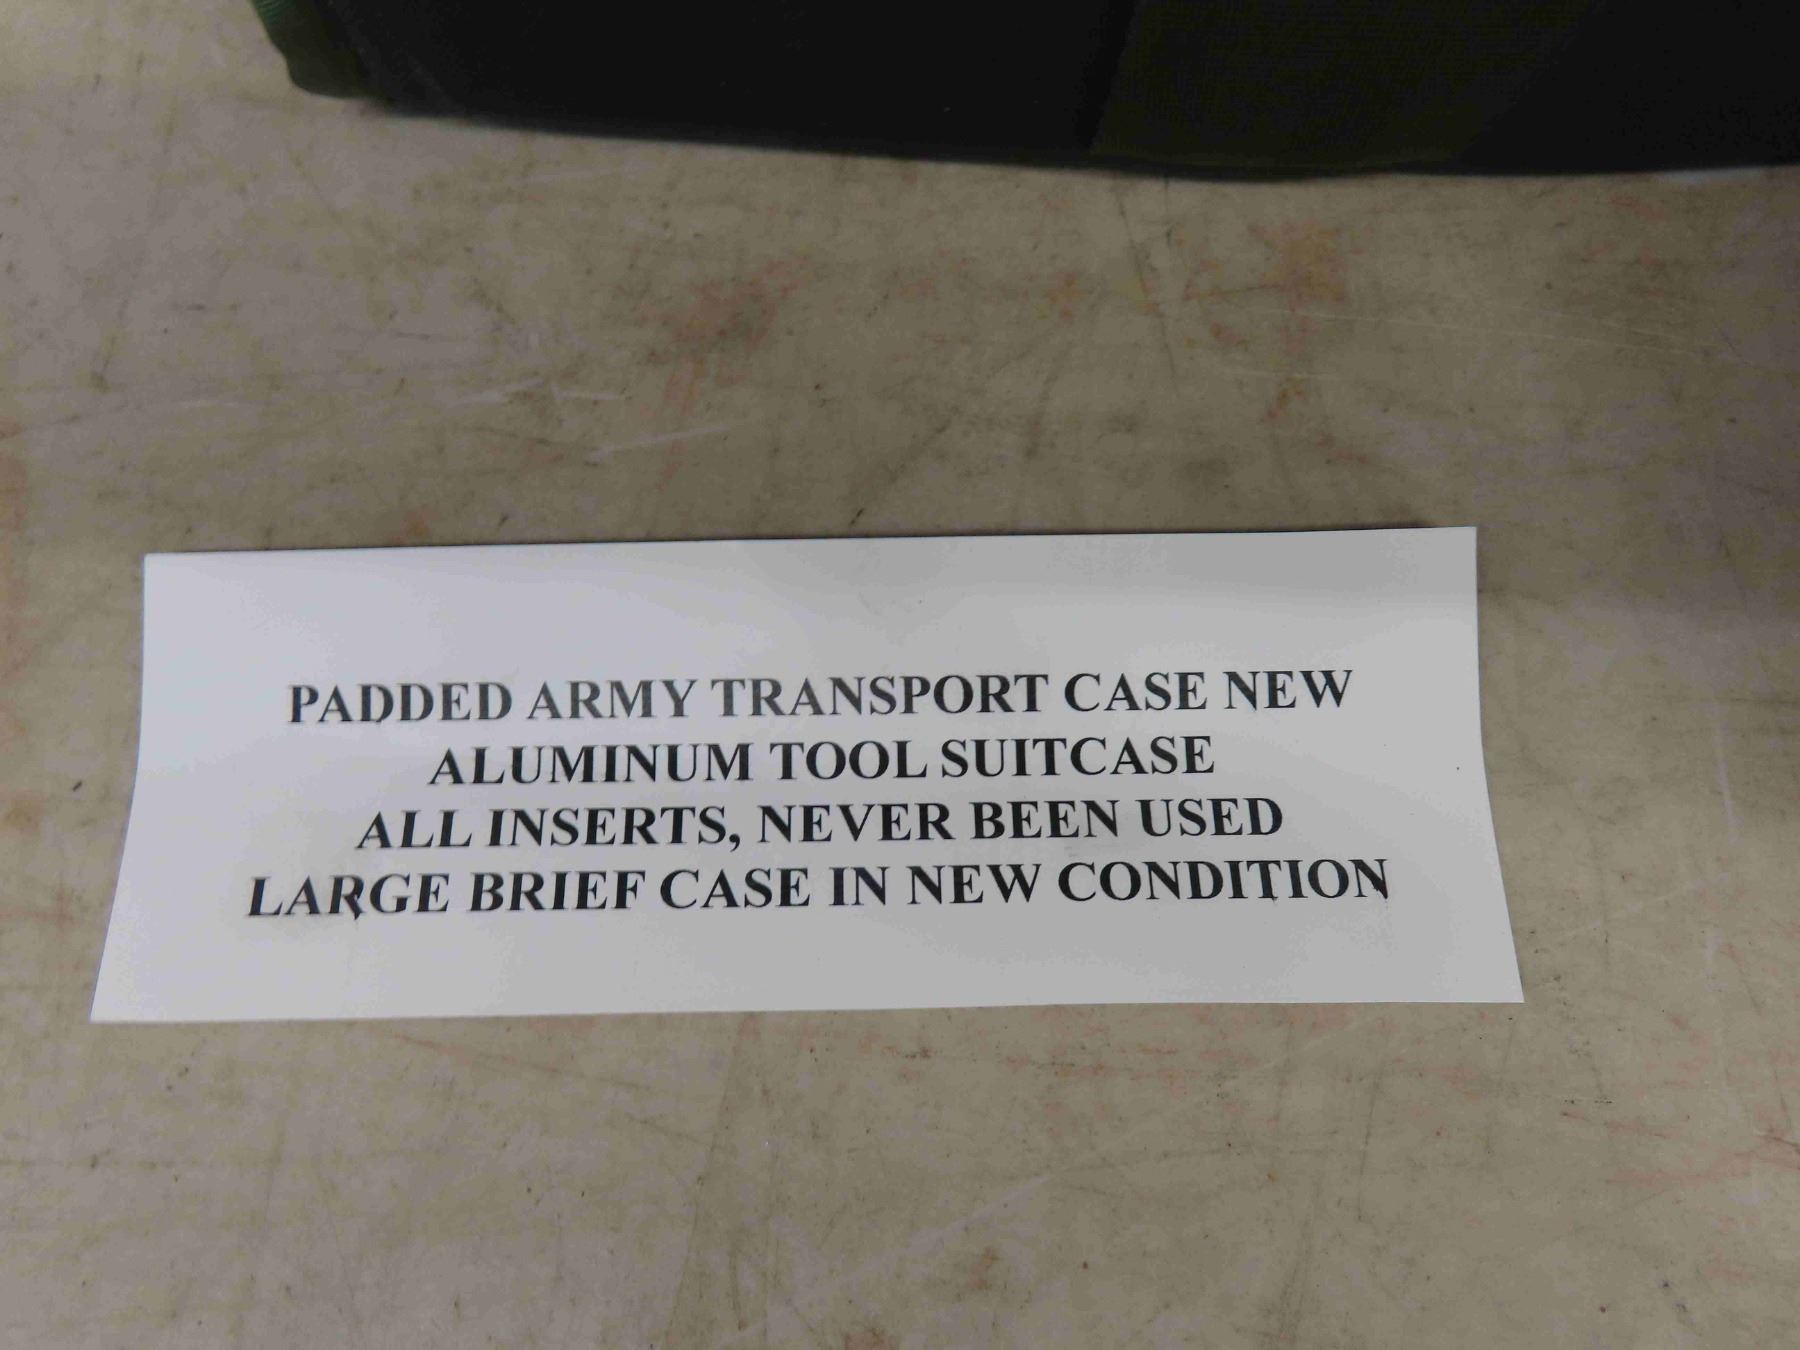 PADDED ARMY TRANSPORT CASE NEW
ALUMINUM TOOL SUITCASE
ALL INSERTS, NEVER BEEN USED
LARGE BRIEF CASE IN NEW CONDITION